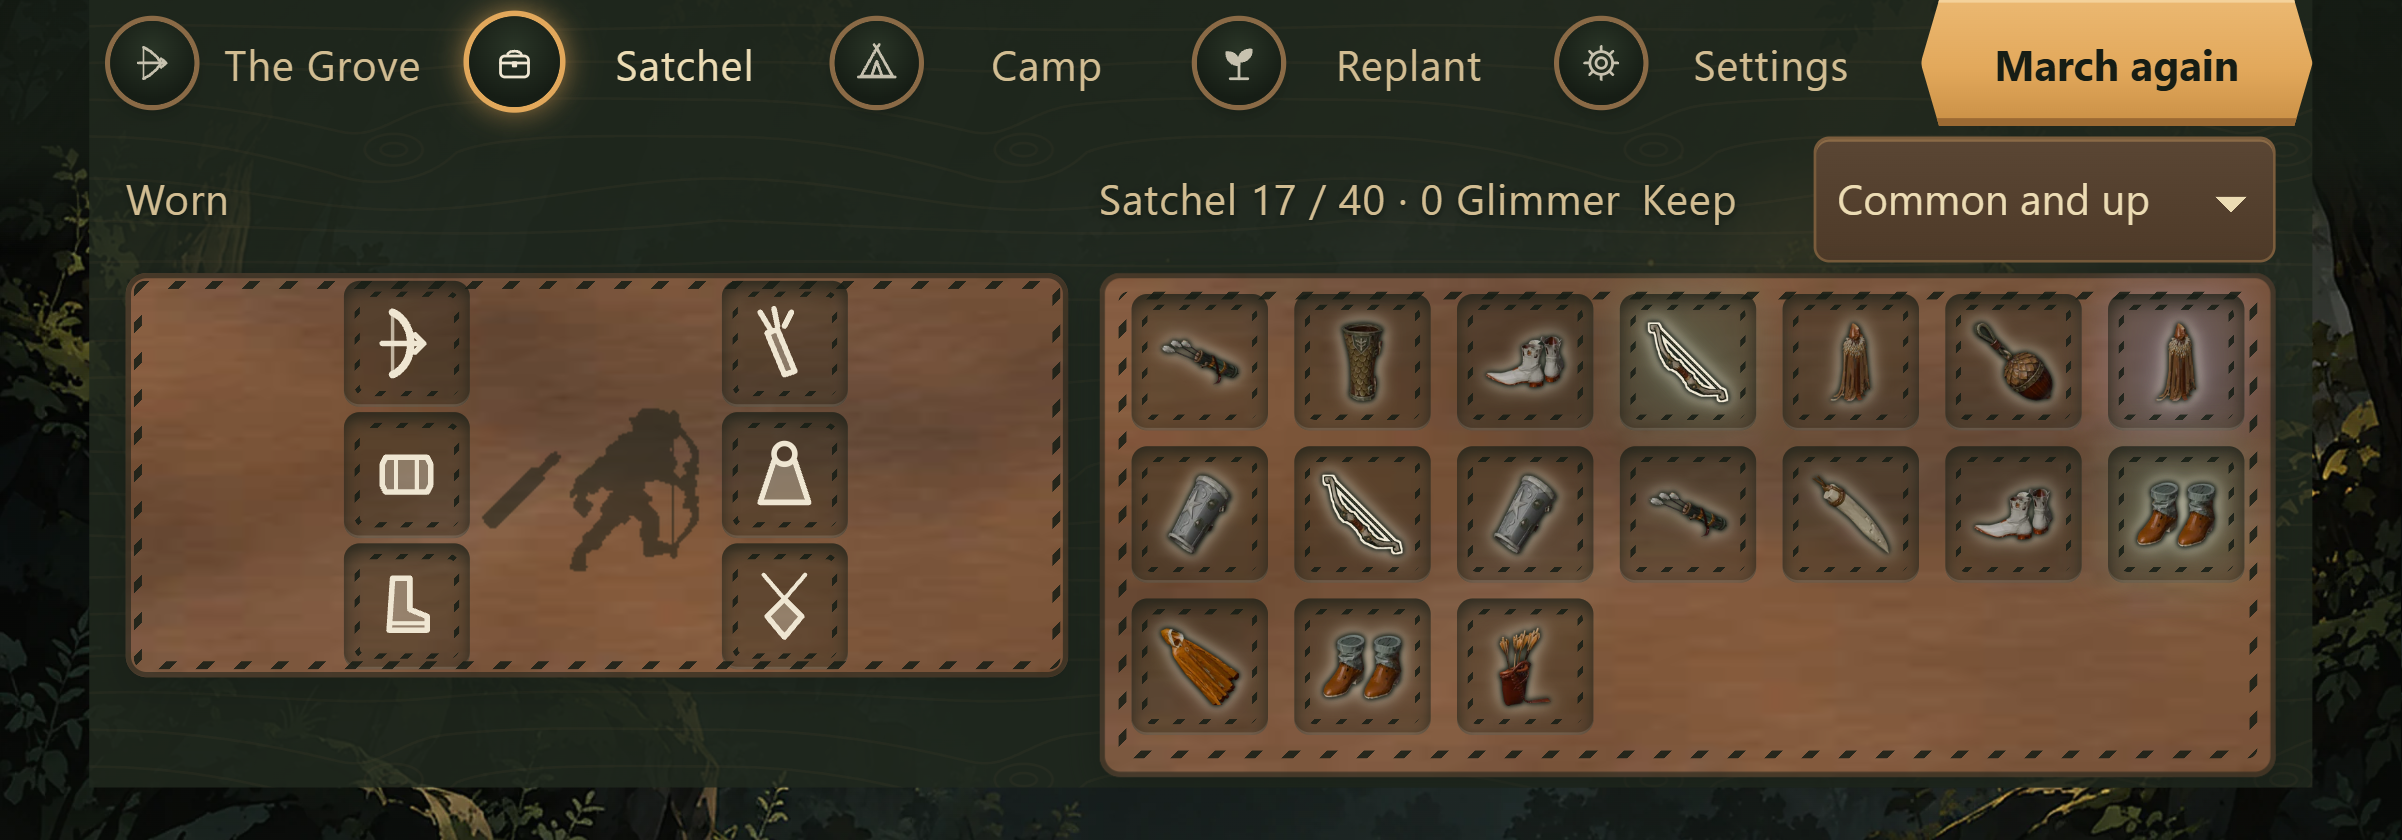 The Grove
Satchel
Camp
Replant
Settings
March again
Worn
Satchel 17 / 40 · 0 Glimmer Keep
Common and up